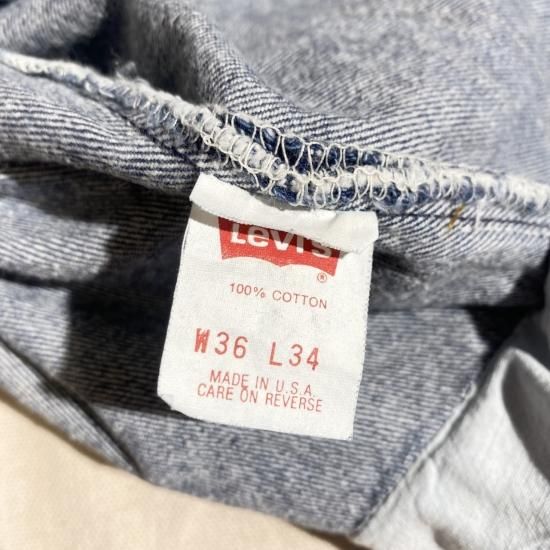 Levi's
®
100% COTTON
W36 L34
MADE IN U.S.A.
CARE ON REVERSE